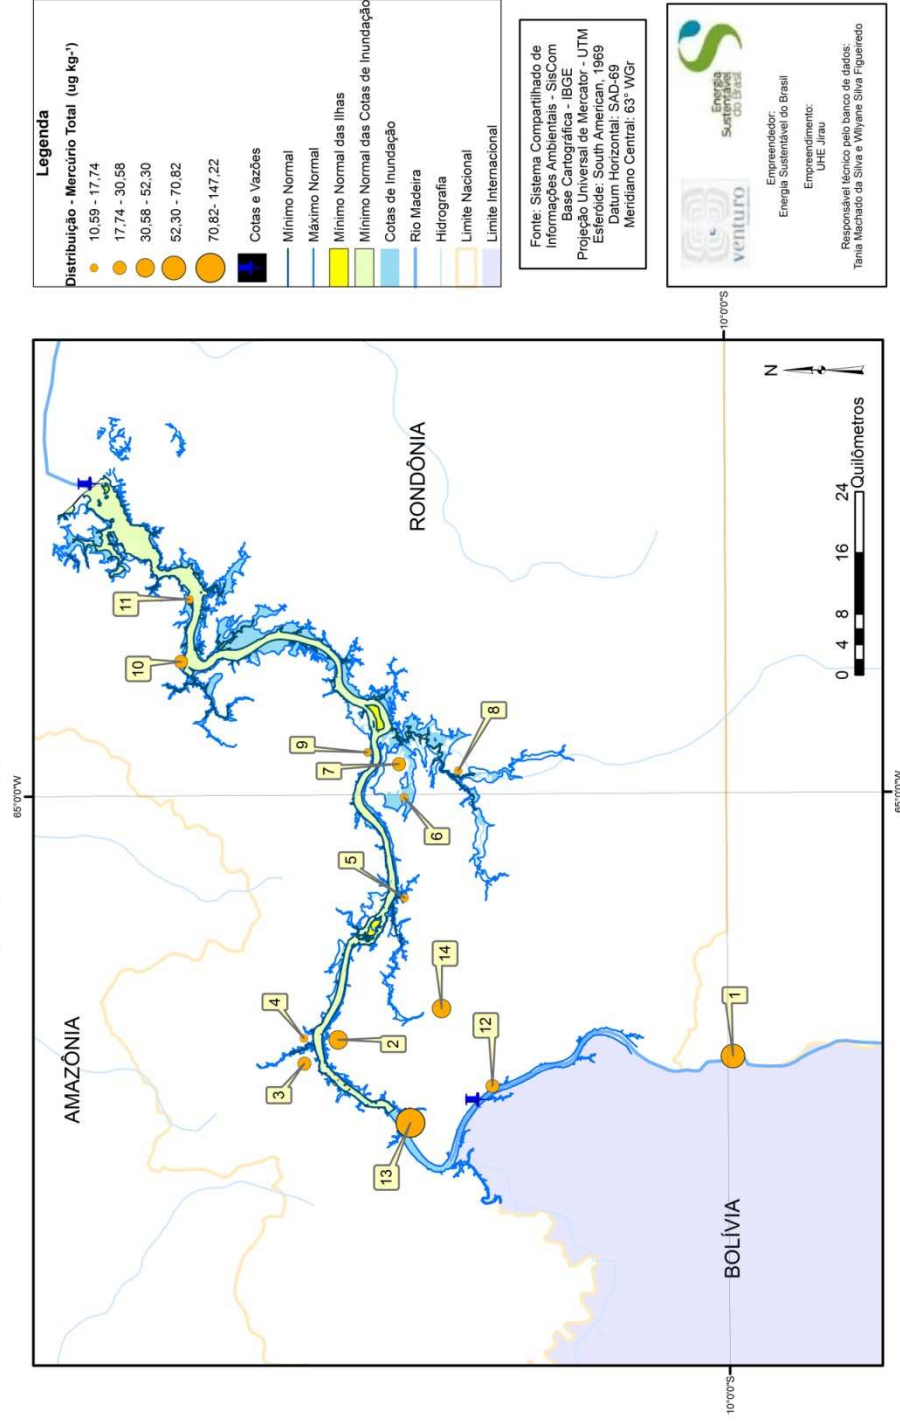 Legenda
Distribuição - Mercúrio Total (ug kg-¹)
10,59 - 17,74
17,74 - 30,58
30,58 - 52,30
52,30 - 70,82
70,82- 147,22
Cotas e Vazões
Mínimo Normal
Máximo Normal
Mínimo Normal das Ilhas
Mínimo Normal das Cotas de Inundação
Cotas de Inundação
Rio Madeira
Hidrografia
Limite Nacional
Limite Internacional
Fonte: Sistema Compartilhado de
Informações Ambientais - SisCom
Base Cartográfica - IBGE
Projeção Universal de Mercator - UTM
Esferóide: South American, 1969
Datum Horizontal: SAD-69
Meridiano Central: 63° WGr
venturo
Energia
Sustentável
do Brasil
Empreendedor:
Energia Sustentável do Brasil
Empreendimento:
UHE Jirau
Responsável técnico pelo banco de dados:
Tania Machado da Silva e Wilyane Silva Figueiredo
65°0'0"W
AMAZÔNIA
RONDÔNIA
BOLÍVIA
11
10
9
7
8
6
5
4
3
2
14
12
13
1
N
0 4 8 16 24
Quilômetros
10°0'0"S
10°0'0"S
65°0'0"W